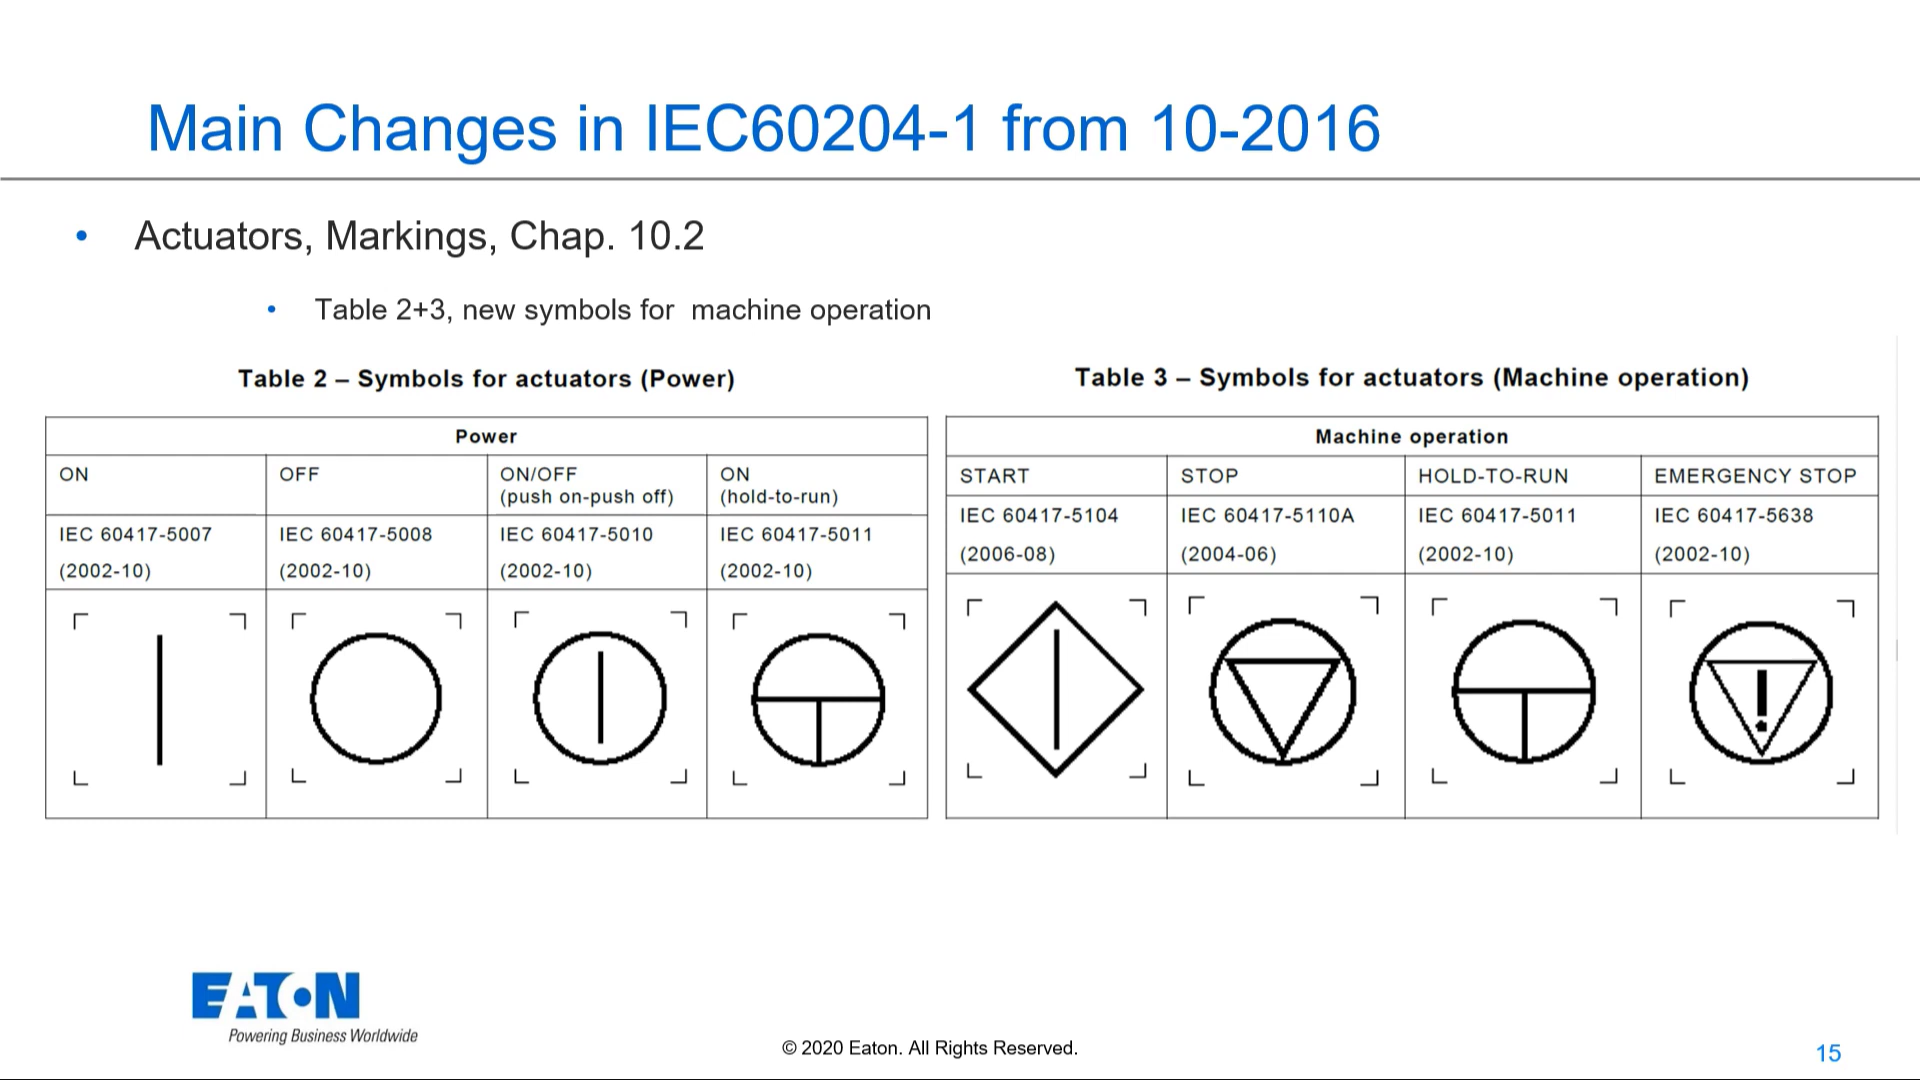 Main Changes in IEC60204-1 from 10-2016
• Actuators, Markings, Chap. 10.2
• Table 2+3, new symbols for machine operation
Table 2 – Symbols for actuators (Power)
Power
ON
OFF
ON/OFF
(push on-push off)
ON
(hold-to-run)
IEC 60417-5007
(2002-10)
IEC 60417-5008
(2002-10)
IEC 60417-5010
(2002-10)
IEC 60417-5011
(2002-10)
Table 3 – Symbols for actuators (Machine operation)
Machine operation
START
STOP
HOLD-TO-RUN
EMERGENCY STOP
IEC 60417-5104
(2006-08)
IEC 60417-5110A
(2004-06)
IEC 60417-5011
(2002-10)
IEC 60417-5638
(2002-10)
!
EATON
Powering Business Worldwide
© 2020 Eaton. All Rights Reserved.
15